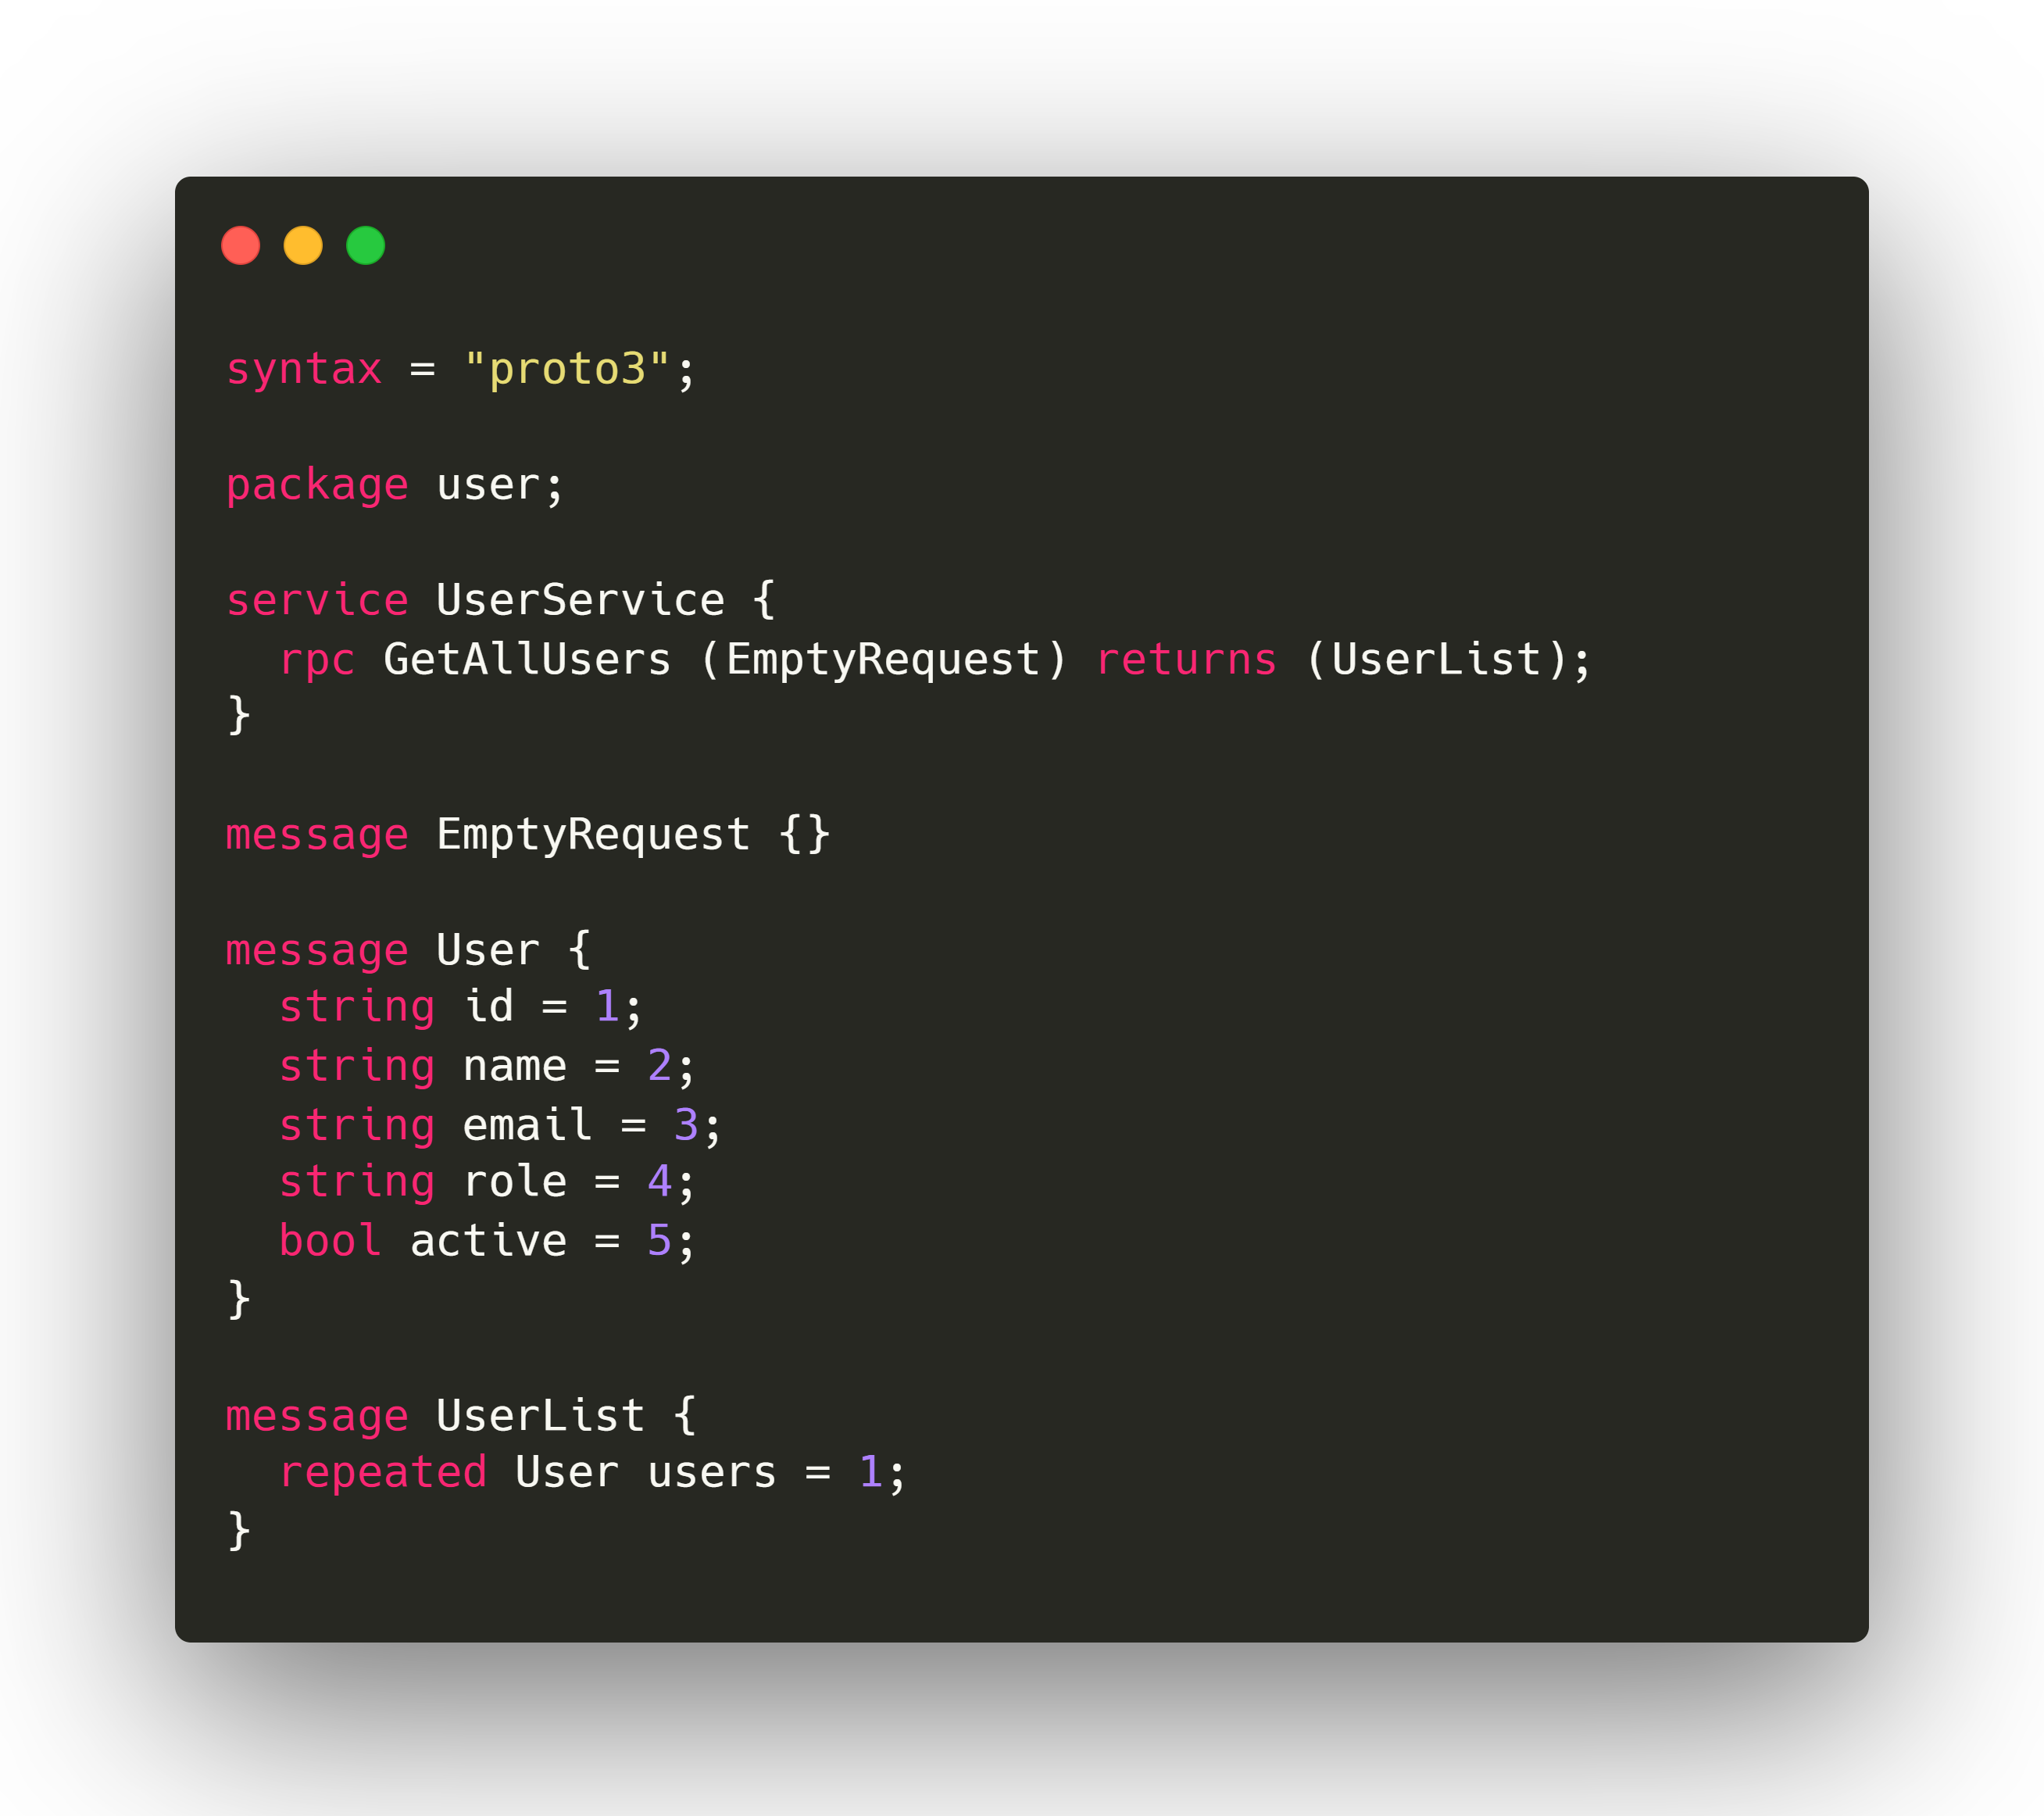 syntax = "proto3";
package user;
service UserService {
  rpc GetAllUsers (EmptyRequest) returns (UserList);
}
message EmptyRequest {}
message User {
  string id = 1;
  string name = 2;
  string email = 3;
  string role = 4;
  bool active = 5;
}
message UserList {
  repeated User users = 1;
}